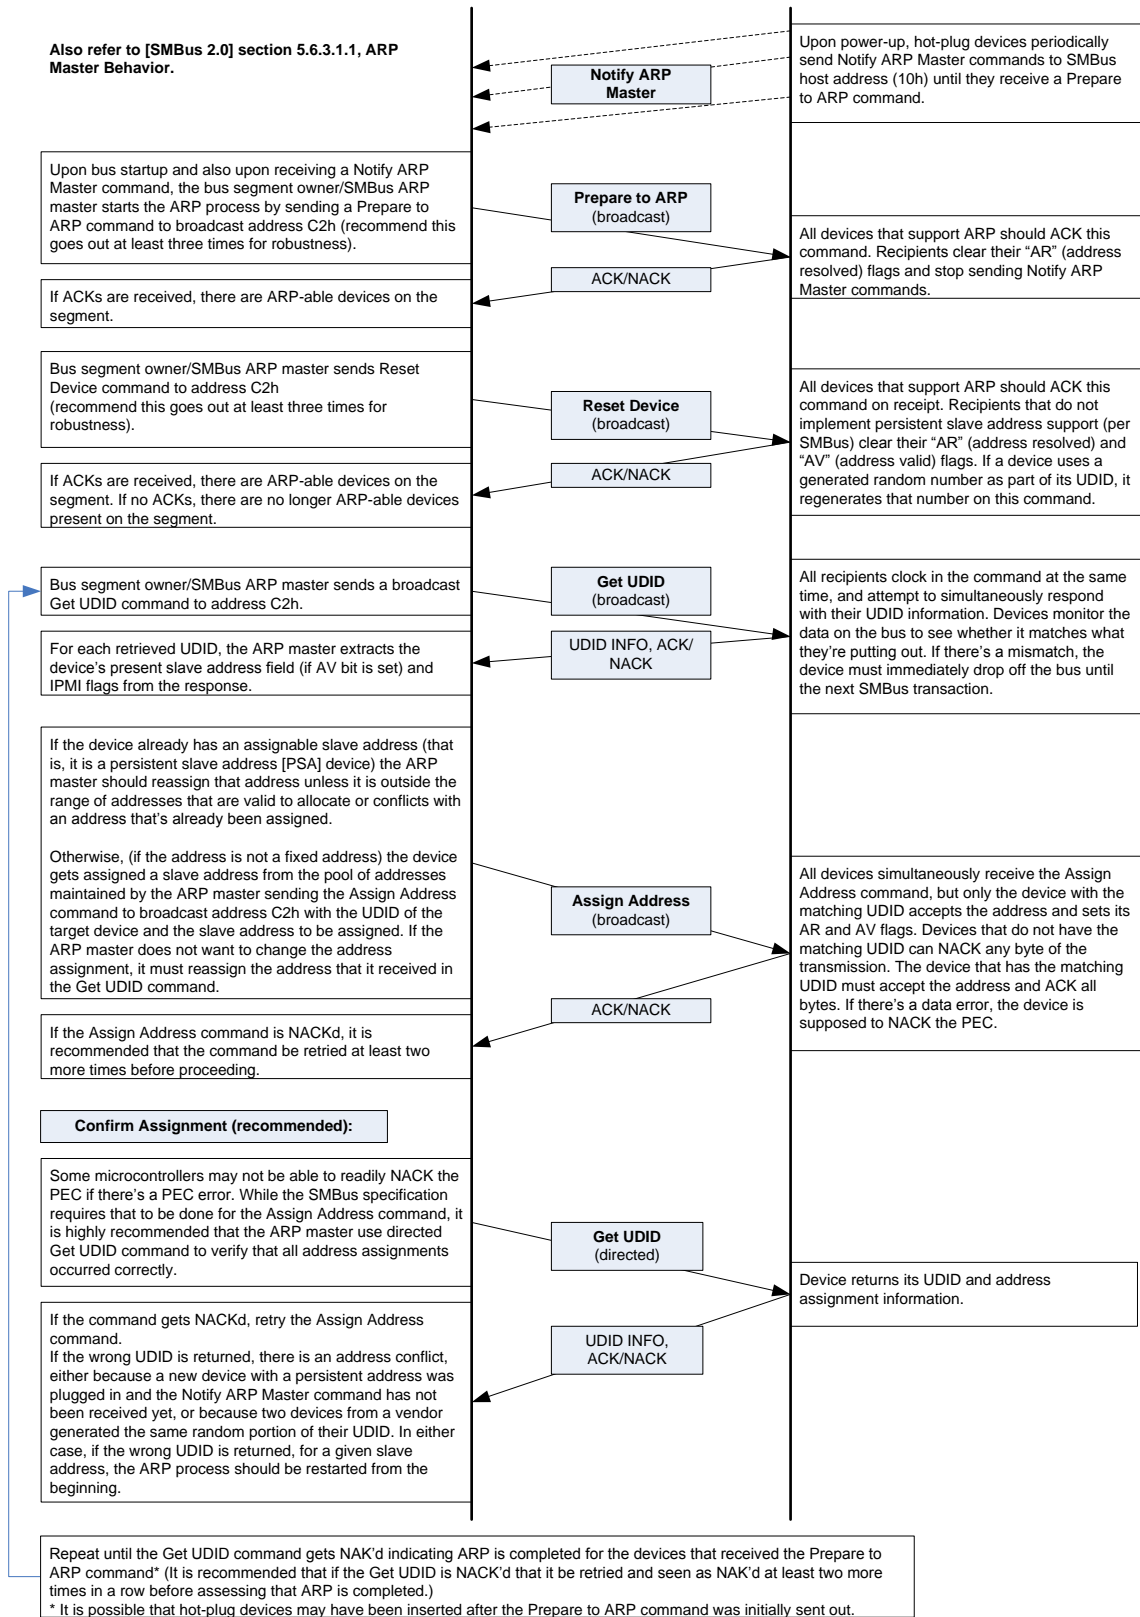 Also refer to [SMBus 2.0] section 5.6.3.1.1, ARP
Master Behavior.
Notify ARP
Master
Upon power-up, hot-plug devices periodically
send Notify ARP Master commands to SMBus
host address (10h) until they receive a Prepare
to ARP command.
Upon bus startup and also upon receiving a Notify ARP
Master command, the bus segment owner/SMBus ARP
master starts the ARP process by sending a Prepare to
ARP command to broadcast address C2h (recommend this
goes out at least three times for robustness).
Prepare to ARP
(broadcast)
All devices that support ARP should ACK this
command. Recipients clear their “AR” (address
resolved) flags and stop sending Notify ARP
Master commands.
ACK/NACK
If ACKs are received, there are ARP-able devices on the
segment.
Bus segment owner/SMBus ARP master sends Reset
Device command to address C2h
(recommend this goes out at least three times for
robustness).
Reset Device
(broadcast)
All devices that support ARP should ACK this
command on receipt. Recipients that do not
implement persistent slave address support (per
SMBus) clear their “AR” (address resolved) and
“AV” (address valid) flags. If a device uses a
generated random number as part of its UDID, it
regenerates that number on this command.
ACK/NACK
If ACKs are received, there are ARP-able devices on the
segment. If no ACKs, there are no longer ARP-able devices
present on the segment.
Bus segment owner/SMBus ARP master sends a broadcast
Get UDID command to address C2h.
Get UDID
(broadcast)
All recipients clock in the command at the same
time, and attempt to simultaneously respond
with their UDID information. Devices monitor the
data on the bus to see whether it matches what
they’re putting out. If there’s a mismatch, the
device must immediately drop off the bus until
the next SMBus transaction.
UDID INFO, ACK/
NACK
For each retrieved UDID, the ARP master extracts the
device’s present slave address field (if AV bit is set) and
IPMI flags from the response.
If the device already has an assignable slave address (that
is, it is a persistent slave address [PSA] device) the ARP
master should reassign that address unless it is outside the
range of addresses that are valid to allocate or conflicts with
an address that’s already been assigned.
Otherwise, (if the address is not a fixed address) the device
gets assigned a slave address from the pool of addresses
maintained by the ARP master sending the Assign Address
command to broadcast address C2h with the UDID of the
target device and the slave address to be assigned. If the
ARP master does not want to change the address
assignment, it must reassign the address that it received in
the Get UDID command.
Assign Address
(broadcast)
All devices simultaneously receive the Assign
Address command, but only the device with the
matching UDID accepts the address and sets its
AR and AV flags. Devices that do not have the
matching UDID can NACK any byte of the
transmission. The device that has the matching
UDID must accept the address and ACK all
bytes. If there’s a data error, the device is
supposed to NACK the PEC.
ACK/NACK
If the Assign Address command is NACKd, it is
recommended that the command be retried at least two
more times before proceeding.
Confirm Assignment (recommended):
Some microcontrollers may not be able to readily NACK the
PEC if there’s a PEC error. While the SMBus specification
requires that to be done for the Assign Address command, it
is highly recommended that the ARP master use directed
Get UDID command to verify that all address assignments
occurred correctly.
Get UDID
(directed)
Device returns its UDID and address
assignment information.
UDID INFO,
ACK/NACK
If the command gets NACKd, retry the Assign Address
command.
If the wrong UDID is returned, there is an address conflict,
either because a new device with a persistent address was
plugged in and the Notify ARP Master command has not
been received yet, or because two devices from a vendor
generated the same random portion of their UDID. In either
case, if the wrong UDID is returned, for a given slave
address, the ARP process should be restarted from the
beginning.
Repeat until the Get UDID command gets NAK’d indicating ARP is completed for the devices that received the Prepare to
ARP command* (It is recommended that if the Get UDID is NACK’d that it be retried and seen as NAK’d at least two more
times in a row before assessing that ARP is completed.)
* It is possible that hot-plug devices may have been inserted after the Prepare to ARP command was initially sent out.